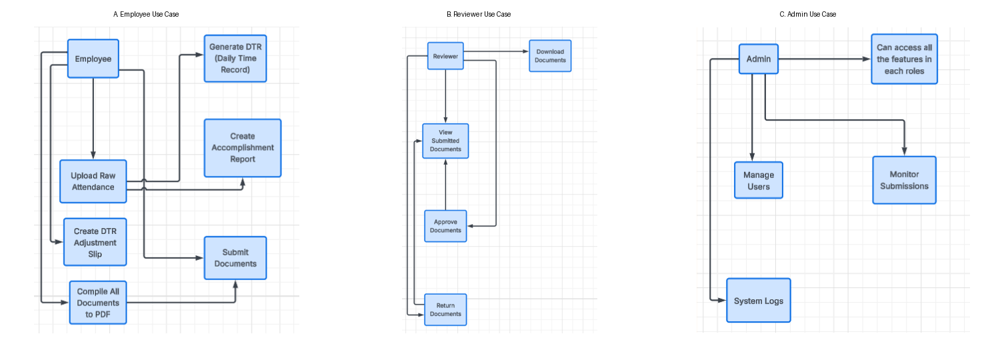 A. Employee Use Case
Employee
Generate DTR
(Daily Time
Record)
Create
Accomplishment
Report
Upload Raw
Attendance
Create DTR
Adjustment
Slip
Submit
Documents
Compile All
Documents
to PDF
B. Reviewer Use Case
Reviewer
Download
Documents
View
Submitted
Documents
Approve
Documents
Return
Documents
C. Admin Use Case
Admin
Can access all
the features in
each roles
Manage
Users
Monitor
Submissions
System Logs